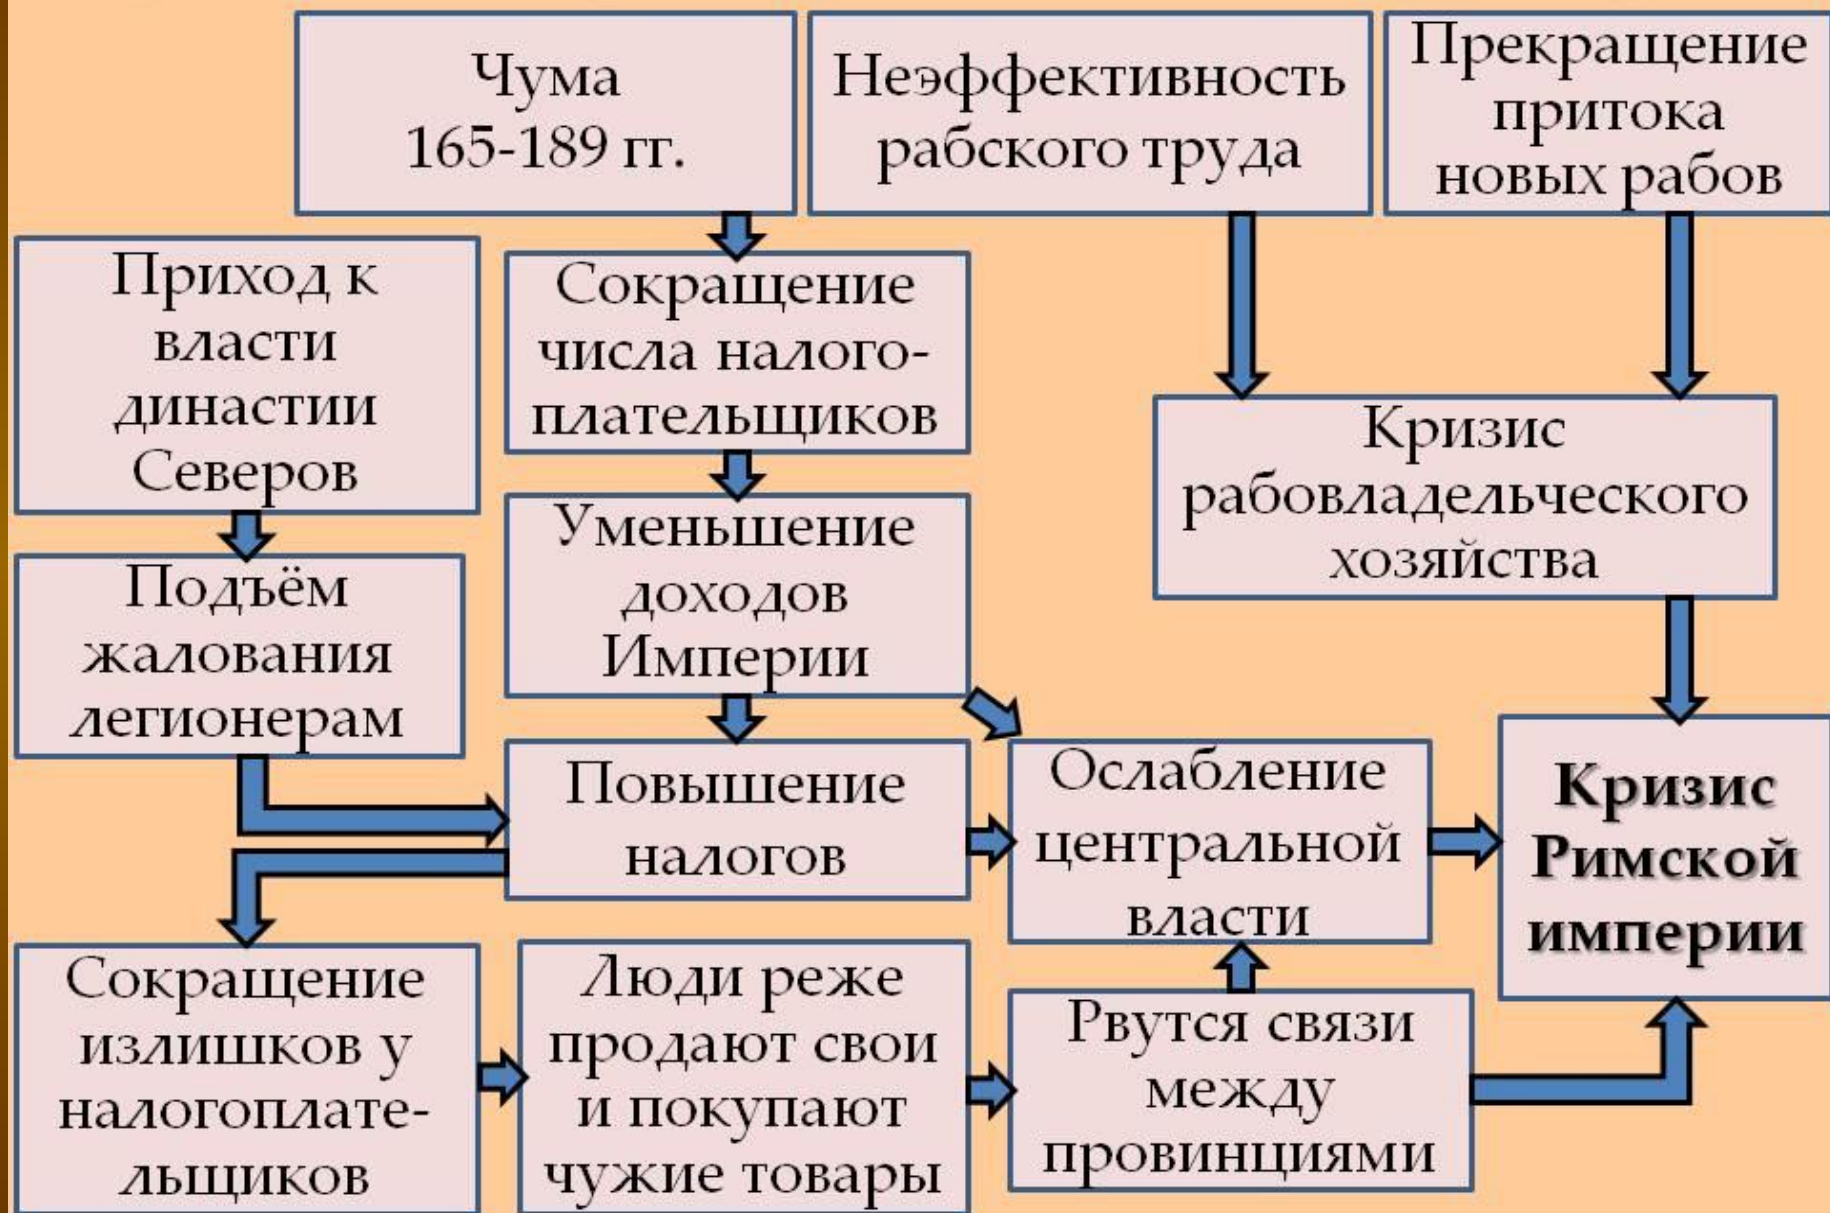 Чума
165-189 гг.
Неэффективность
рабского труда
Прекращение
притока
новых рабов
Приход к
власти
династии
Северов
Сокращение
числа налого-
плательщиков
Кризис
рабовладельческого
хозяйства
Подъём
жалования
легионерам
Уменьшение
доходов
Империи
Повышение
налогов
Ослабление
центральной
власти
Кризис
Римской
империи
Сокращение
излишков у
налогоплате-
льщиков
Люди реже
продают свои
и покупают
чужие товары
Рвутся связи
между
провинциями